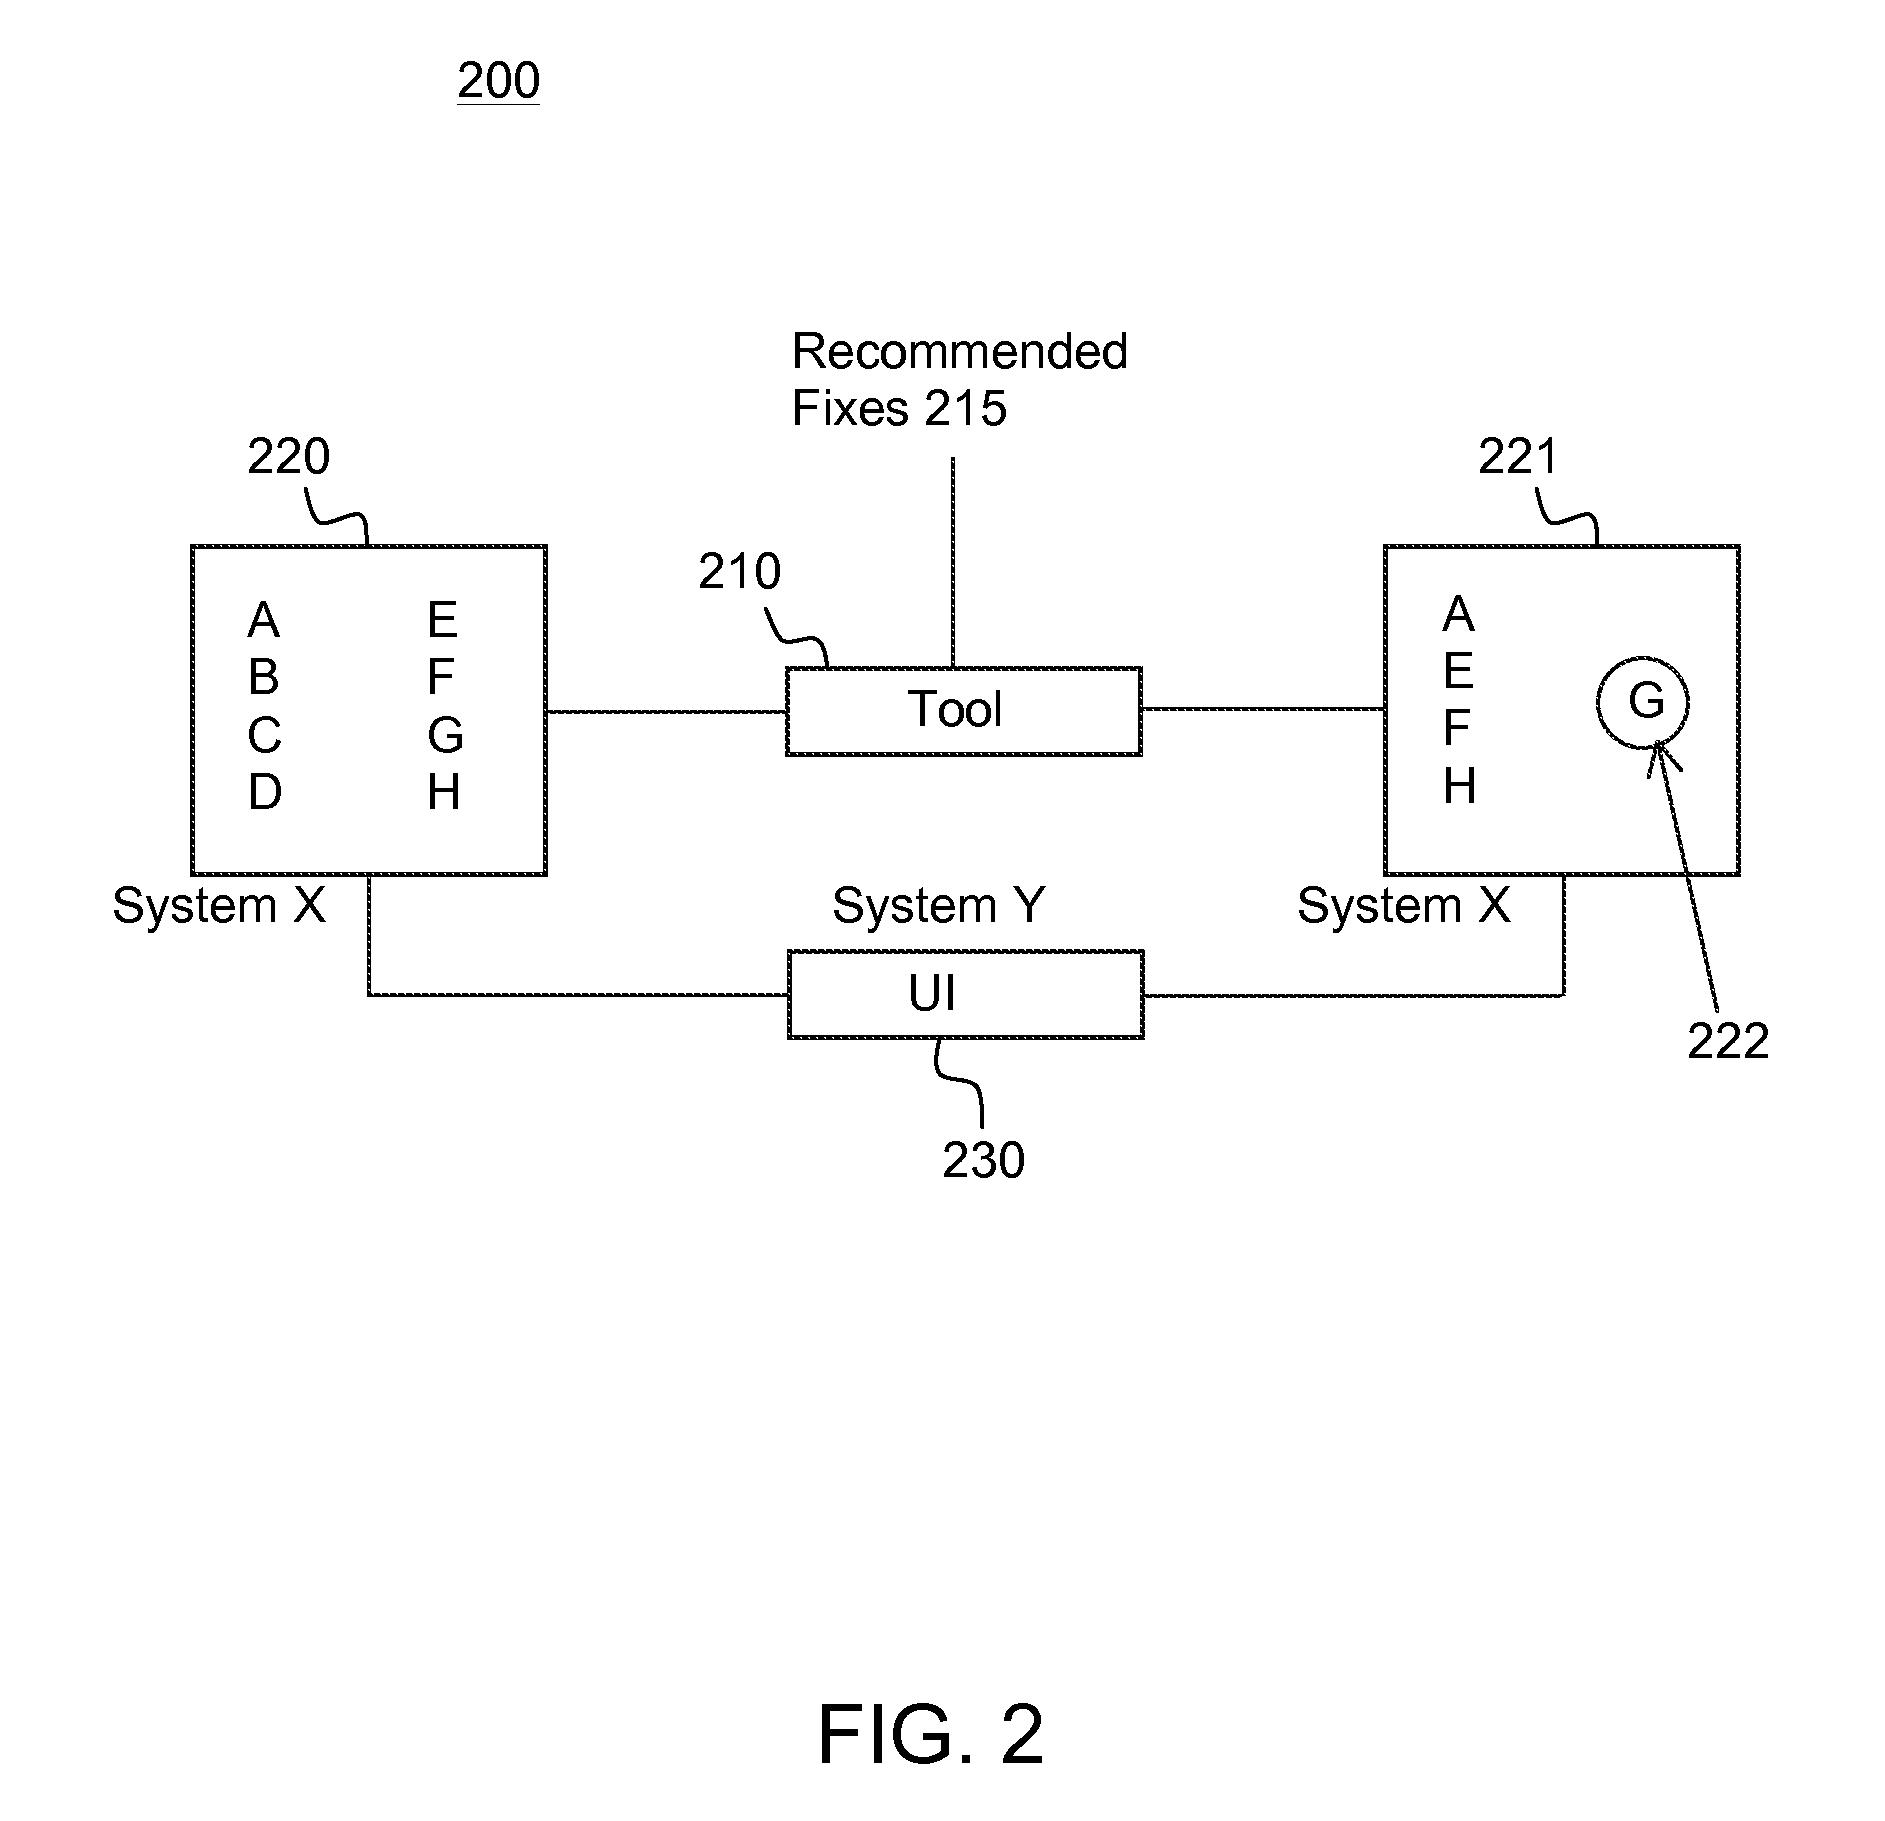 200
Recommended
Fixes 215
220
221
210
A E
B F
C G
D H
Tool
A
E
F
H
G
System X
System Y
System X
UI
222
230
FIG. 2